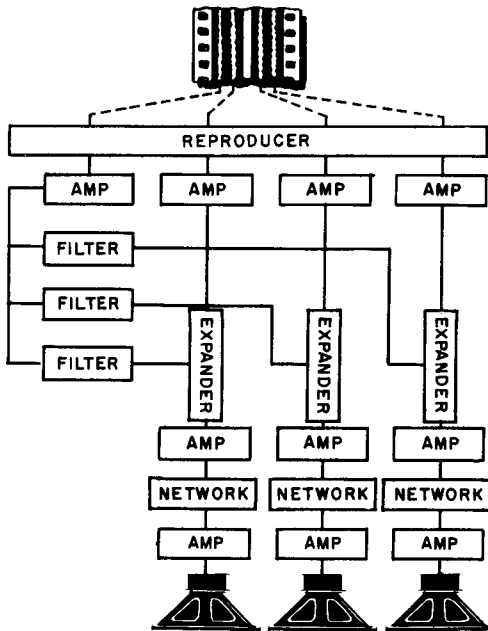 REPRODUCER
AMP AMP AMP AMP
FILTER
FILTER
FILTER
EXPANDER EXPANDER EXPANDER
AMP AMP AMP
NETWORK NETWORK NETWORK
AMP AMP AMP